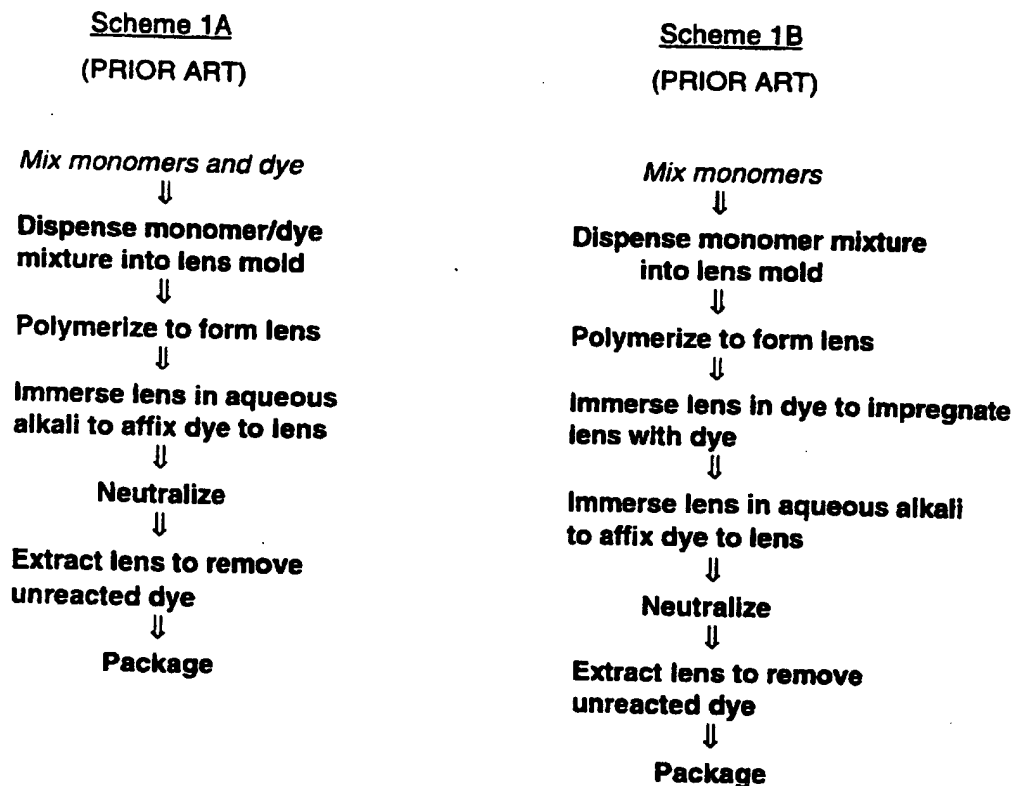 Scheme 1A
(PRIOR ART)
Mix monomers and dye
⇓
Dispense monomer/dye
mixture into lens mold
⇓
Polymerize to form lens
⇓
Immerse lens in aqueous
alkali to affix dye to lens
⇓
Neutralize
⇓
Extract lens to remove
unreacted dye
⇓
Package
Scheme 1B
(PRIOR ART)
Mix monomers
⇓
Dispense monomer mixture
into lens mold
⇓
Polymerize to form lens
⇓
Immerse lens in dye to impregnate
lens with dye
⇓
Immerse lens in aqueous alkali
to affix dye to lens
⇓
Neutralize
⇓
Extract lens to remove
unreacted dye
⇓
Package